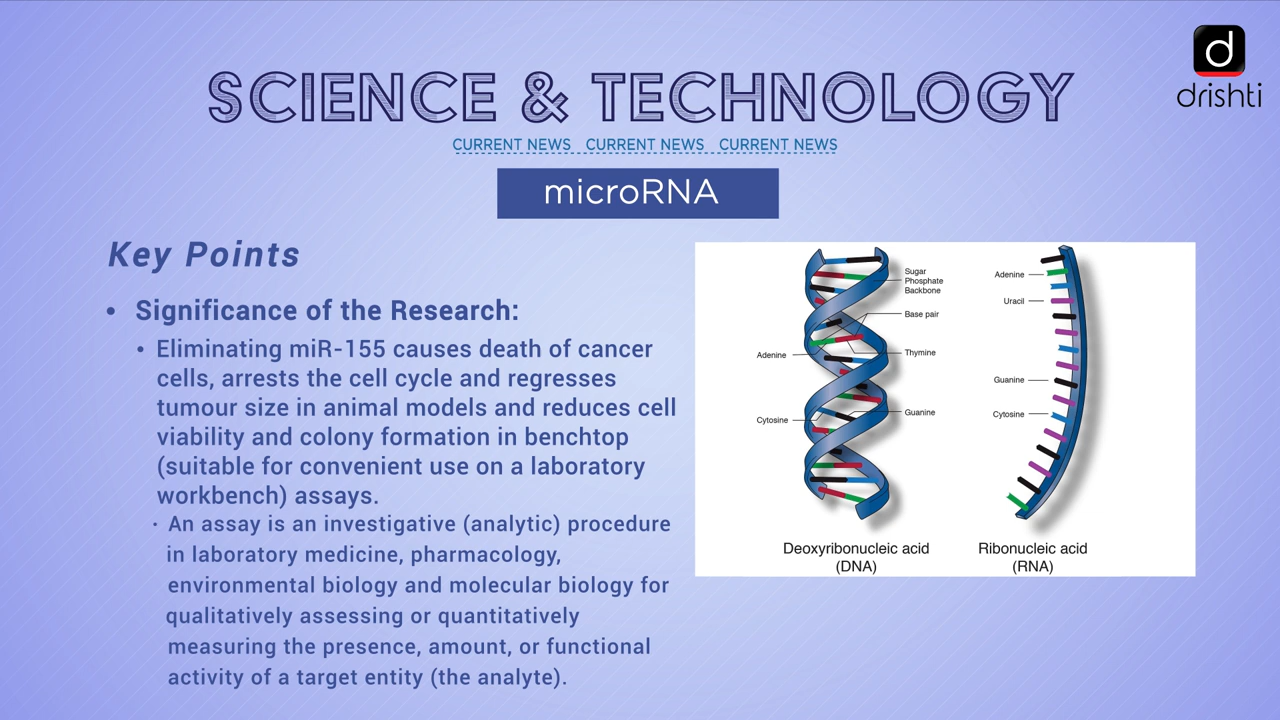 d
drishti
SCIENCE & TECHNOLOGY
CURRENT NEWS CURRENT NEWS CURRENT NEWS
microRNA
Key Points
• Significance of the Research:
• Eliminating miR-155 causes death of cancer
cells, arrests the cell cycle and regresses
tumour size in animal models and reduces cell
viability and colony formation in benchtop
(suitable for convenient use on a laboratory
workbench) assays.
· An assay is an investigative (analytic) procedure
in laboratory medicine, pharmacology,
environmental biology and molecular biology for
qualitatively assessing or quantitatively
measuring the presence, amount, or functional
activity of a target entity (the analyte).
Sugar
Phosphate
Backbone
Base pair
Adenine
Thymine
Cytosine
Guanine
Deoxyribonucleic acid
(DNA)
Adenine
Uracil
Guanine
Cytosine
Ribonucleic acid
(RNA)